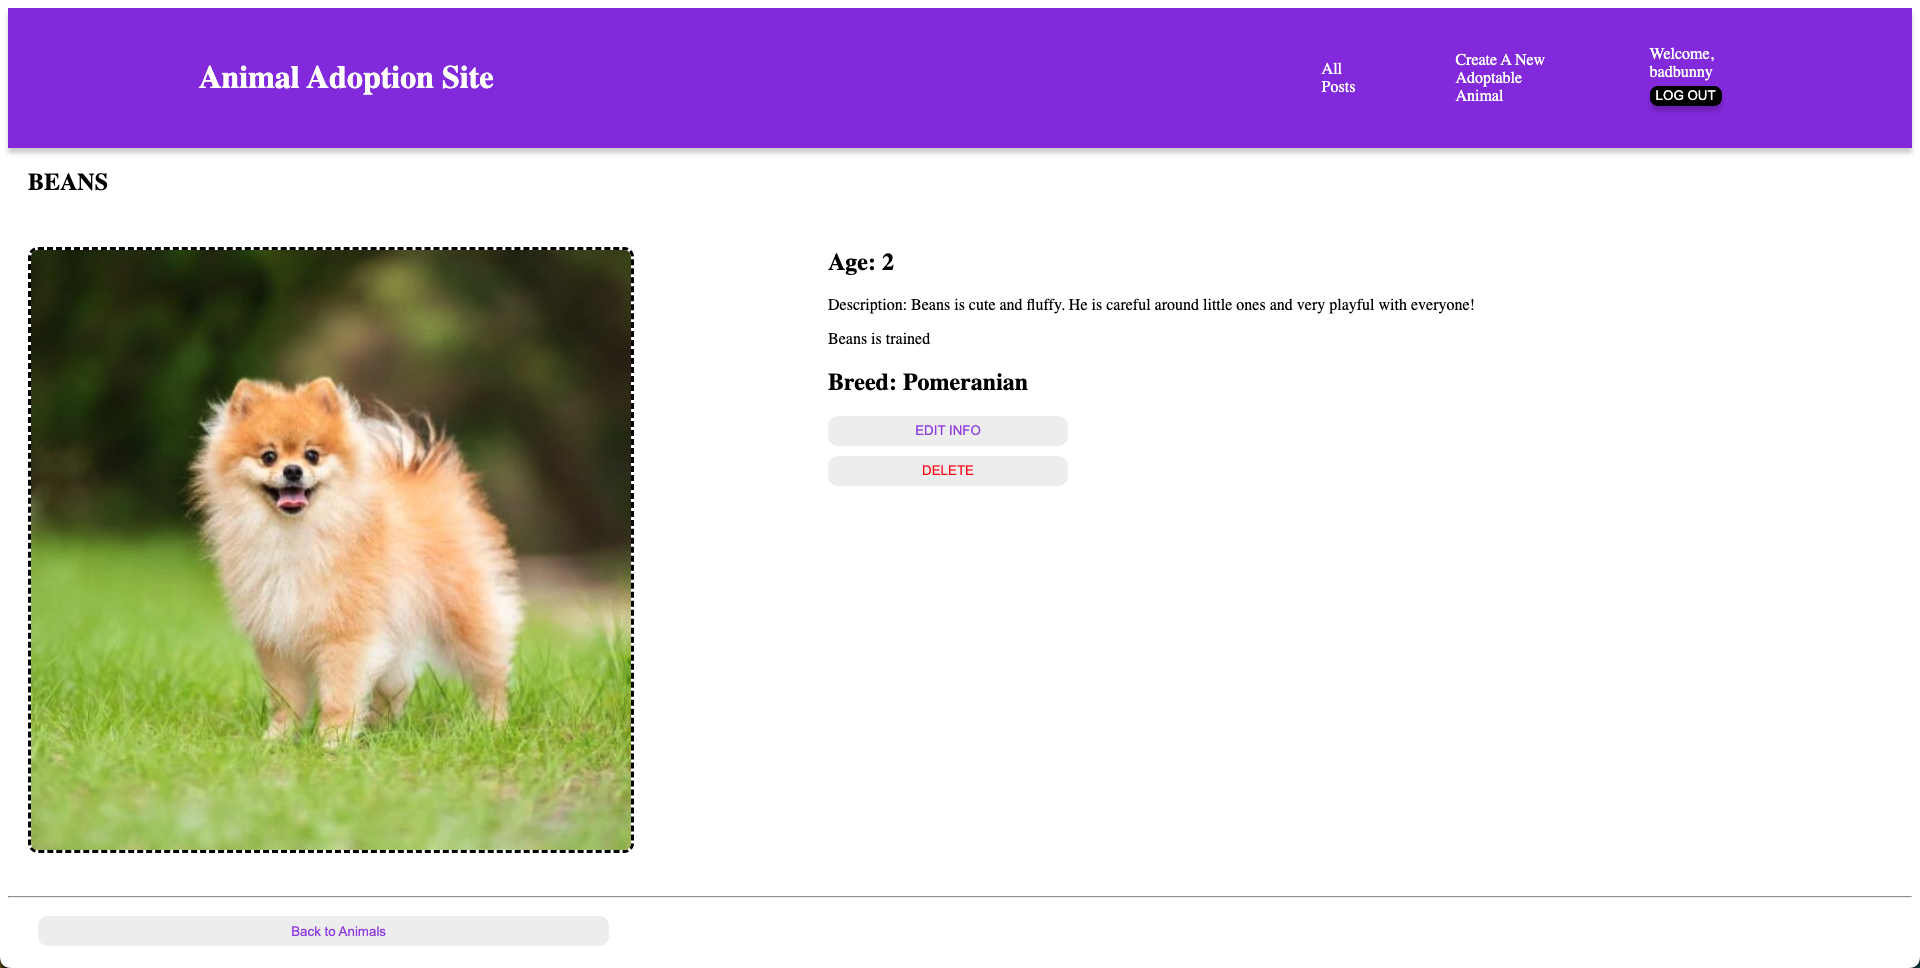 Animal Adoption Site
All
Posts
Create A New
Adoptable
Animal
Welcome,
badbunny
LOG OUT
BEANS
Age: 2
Description: Beans is cute and fluffy. He is careful around little ones and very playful with everyone!
Beans is trained
Breed: Pomeranian
EDIT INFO
DELETE
Back to Animals